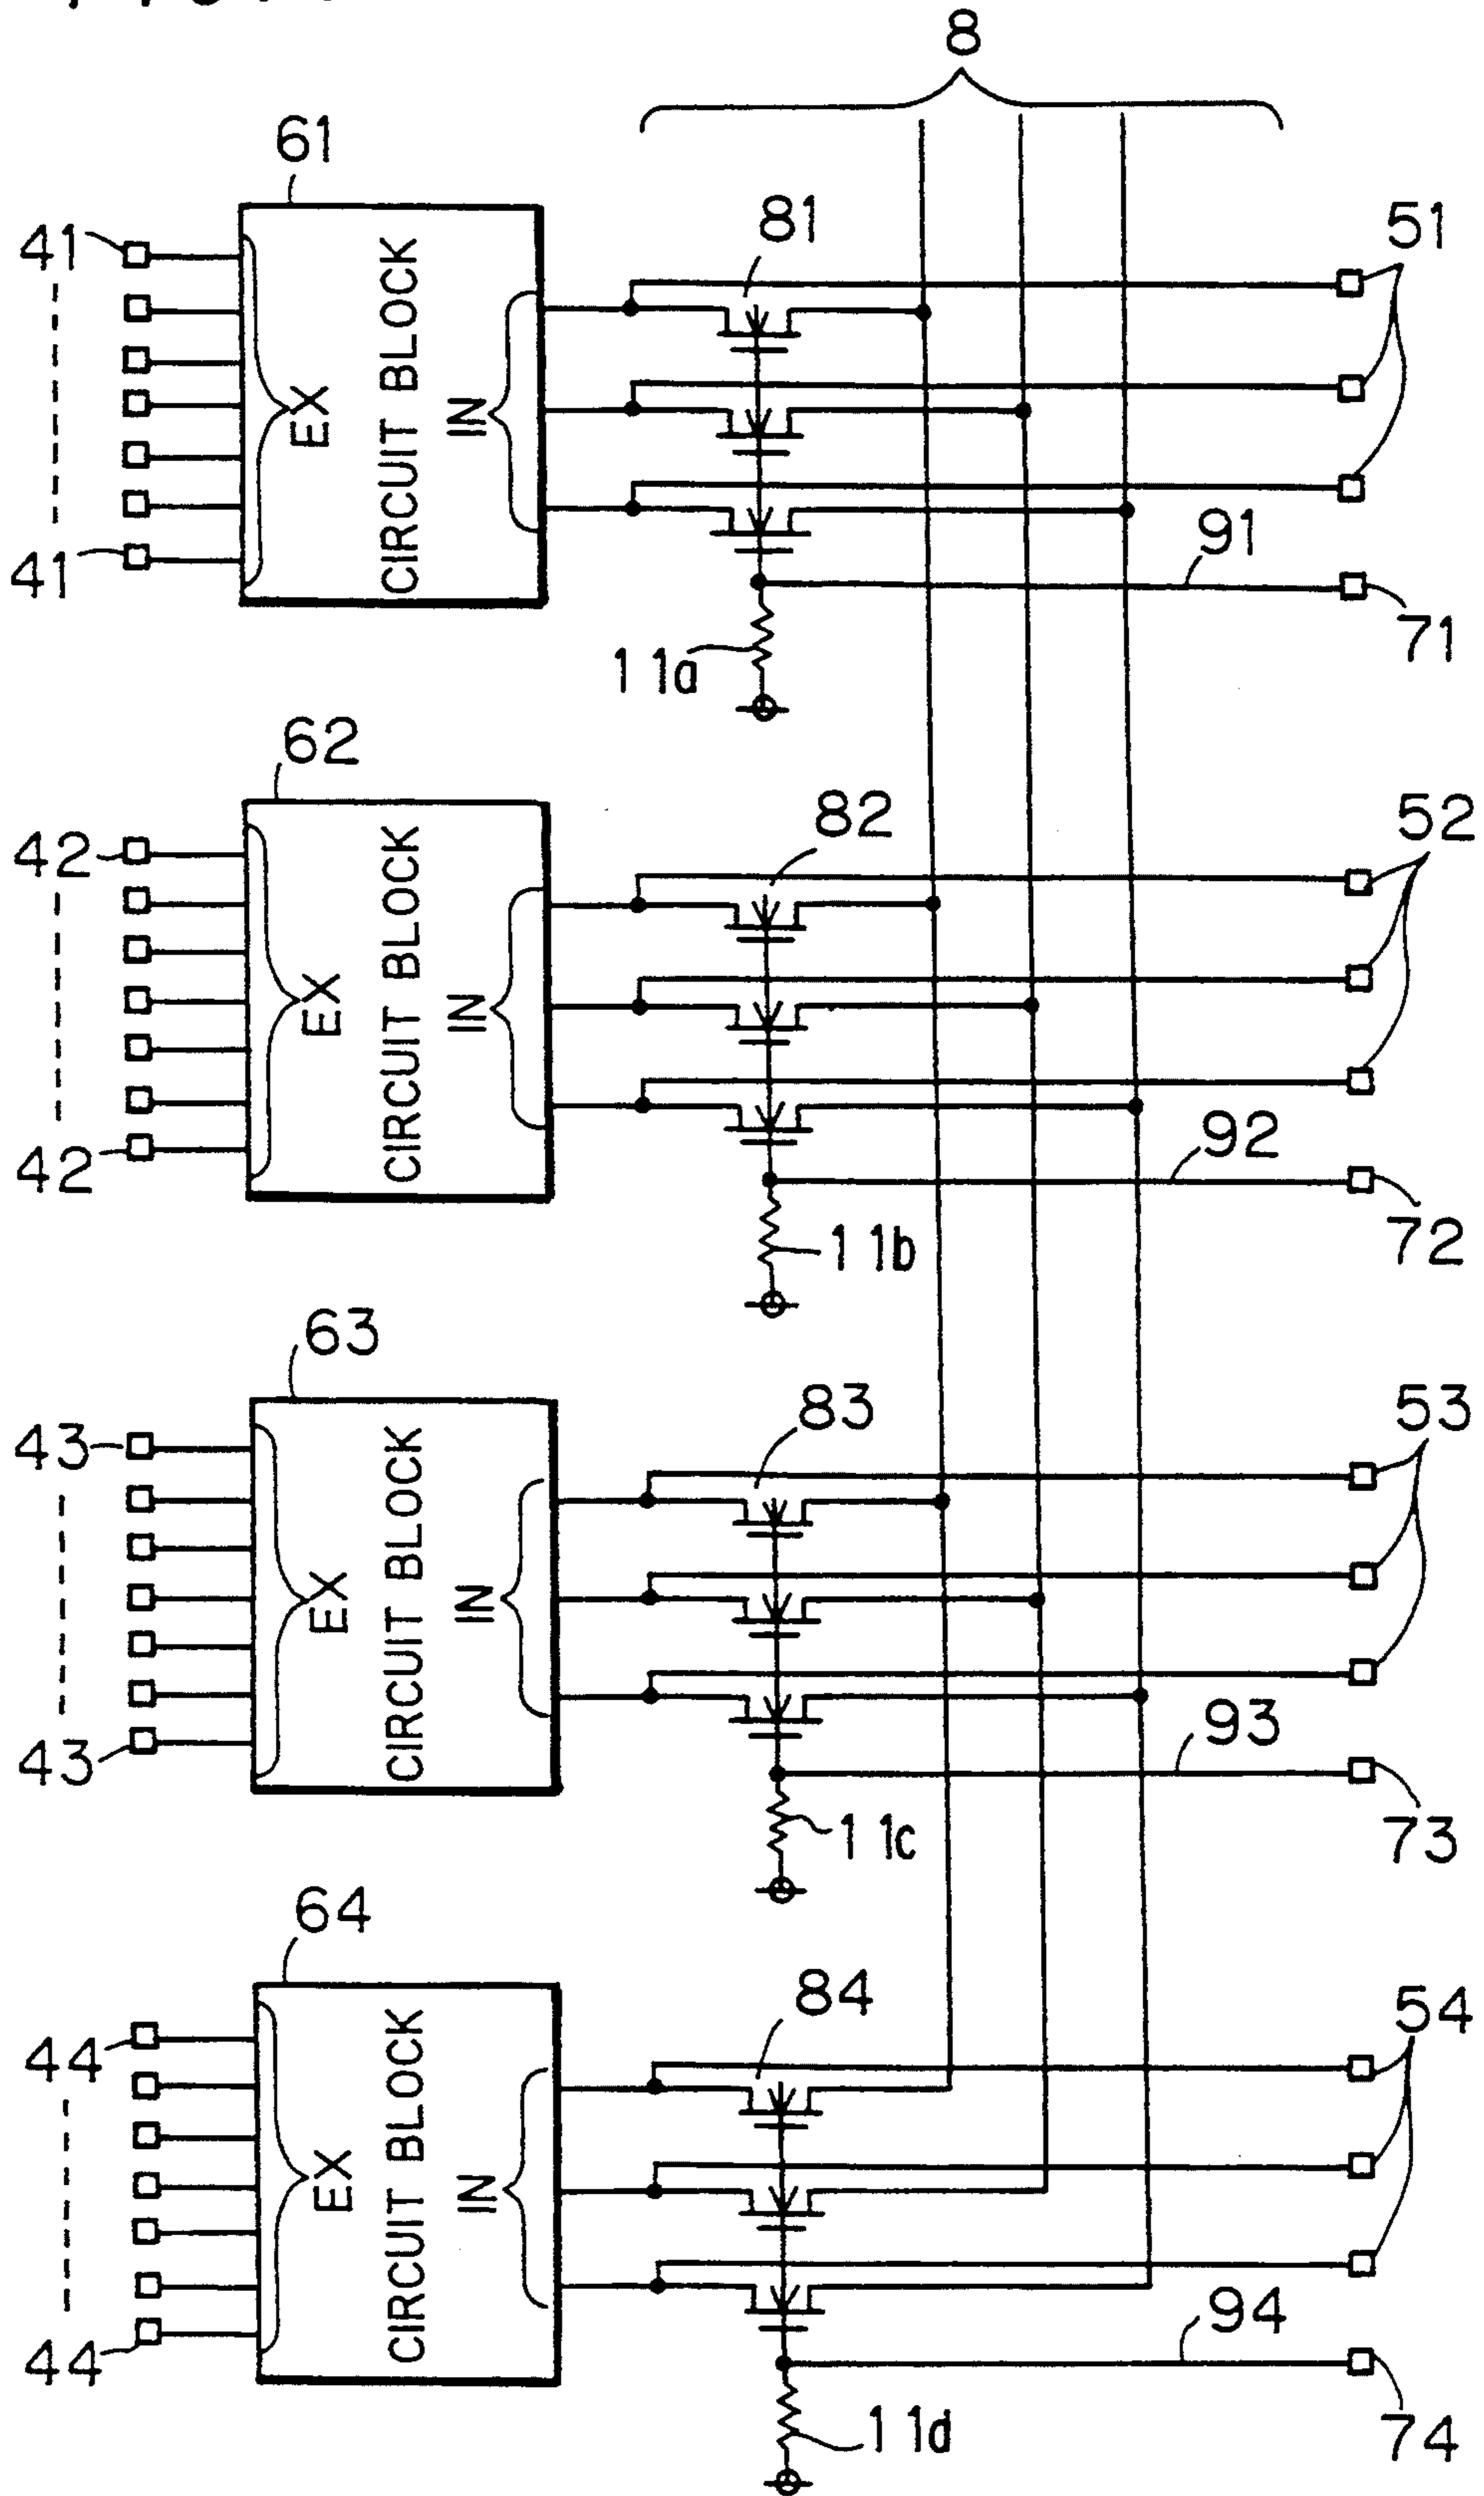 8
61
41
41
EX
CIRCUIT BLOCK
IN
81
51
91
71
11a
62
42
42
EX
CIRCUIT BLOCK
IN
82
52
92
72
11b
63
43
43
EX
CIRCUIT BLOCK
IN
83
53
93
73
11c
64
44
44
EX
CIRCUIT BLOCK
IN
84
54
94
74
11d